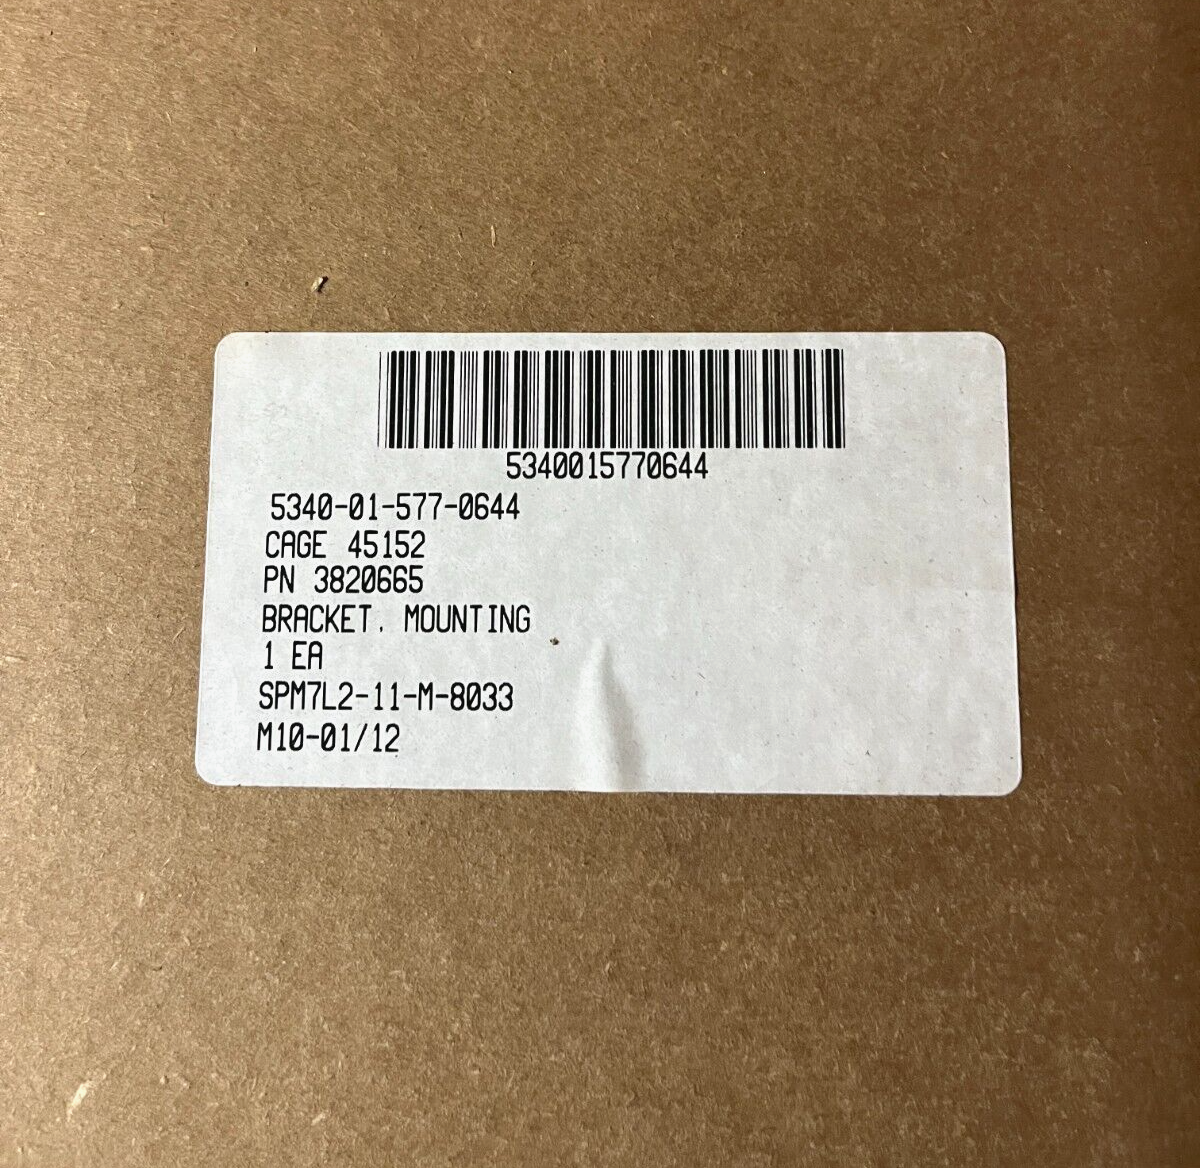 5340015770644
5340-01-577-0644
CAGE 45152
PN 3820665
BRACKET, MOUNTING
1 EA
SPM7L2-11-M-8033
M10-01/12